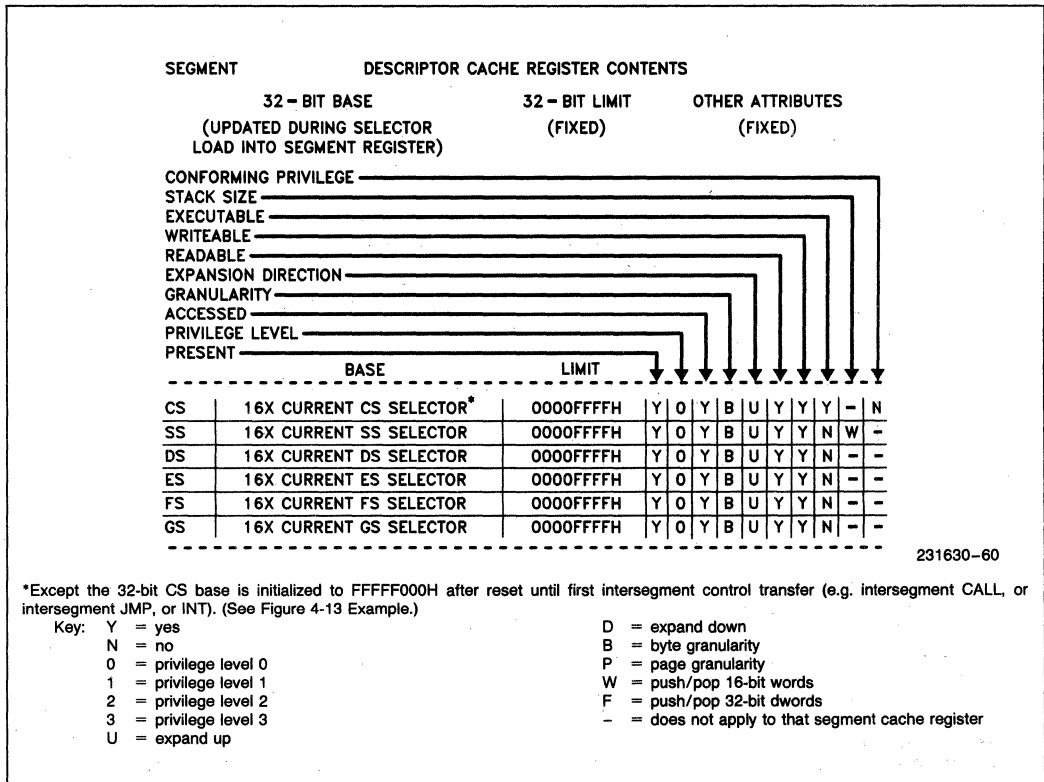 SEGMENT DESCRIPTOR CACHE REGISTER CONTENTS
32 – BIT BASE 32 – BIT LIMIT OTHER ATTRIBUTES
(UPDATED DURING SELECTOR (FIXED) (FIXED)
LOAD INTO SEGMENT REGISTER)
CONFORMING PRIVILEGE
STACK SIZE
EXECUTABLE
WRITEABLE
READABLE
EXPANSION DIRECTION
GRANULARITY
ACCESSED
PRIVILEGE LEVEL
PRESENT
BASE LIMIT
CS 16X CURRENT CS SELECTOR* 0000FFFFH Y 0 Y B U Y Y Y – N
SS 16X CURRENT SS SELECTOR 0000FFFFH Y 0 Y B U Y Y N W –
DS 16X CURRENT DS SELECTOR 0000FFFFH Y 0 Y B U Y Y N – –
ES 16X CURRENT ES SELECTOR 0000FFFFH Y 0 Y B U Y Y N – –
FS 16X CURRENT FS SELECTOR 0000FFFFH Y 0 Y B U Y Y N – –
GS 16X CURRENT GS SELECTOR 0000FFFFH Y 0 Y B U Y Y N – –
231630–60
*Except the 32-bit CS base is initialized to FFFFF000H after reset until first intersegment control transfer (e.g. intersegment CALL, or
intersegment JMP, or INT). (See Figure 4-13 Example.)
Key: Y = yes D = expand down
N = no B = byte granularity
0 = privilege level 0 P = page granularity
1 = privilege level 1 W = push/pop 16-bit words
2 = privilege level 2 F = push/pop 32-bit dwords
3 = privilege level 3 – = does not apply to that segment cache register
U = expand up